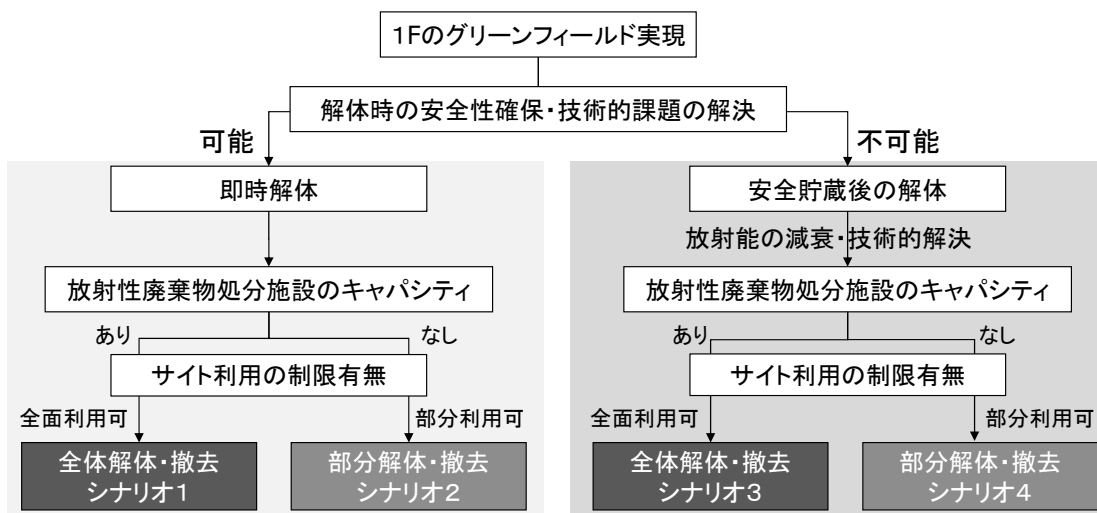 1Fのグリーンフィールド実現
解体時の安全性確保・技術的課題の解決
可能
不可能
即時解体
放射性廃棄物処分施設のキャパシティ
あり
なし
サイト利用の制限有無
全面利用可
部分利用可
全体解体・撤去
シナリオ1
部分解体・撤去
シナリオ2
安全貯蔵後の解体
放射能の減衰・技術的解決
放射性廃棄物処分施設のキャパシティ
あり
なし
サイト利用の制限有無
全面利用可
部分利用可
全体解体・撤去
シナリオ3
部分解体・撤去
シナリオ4